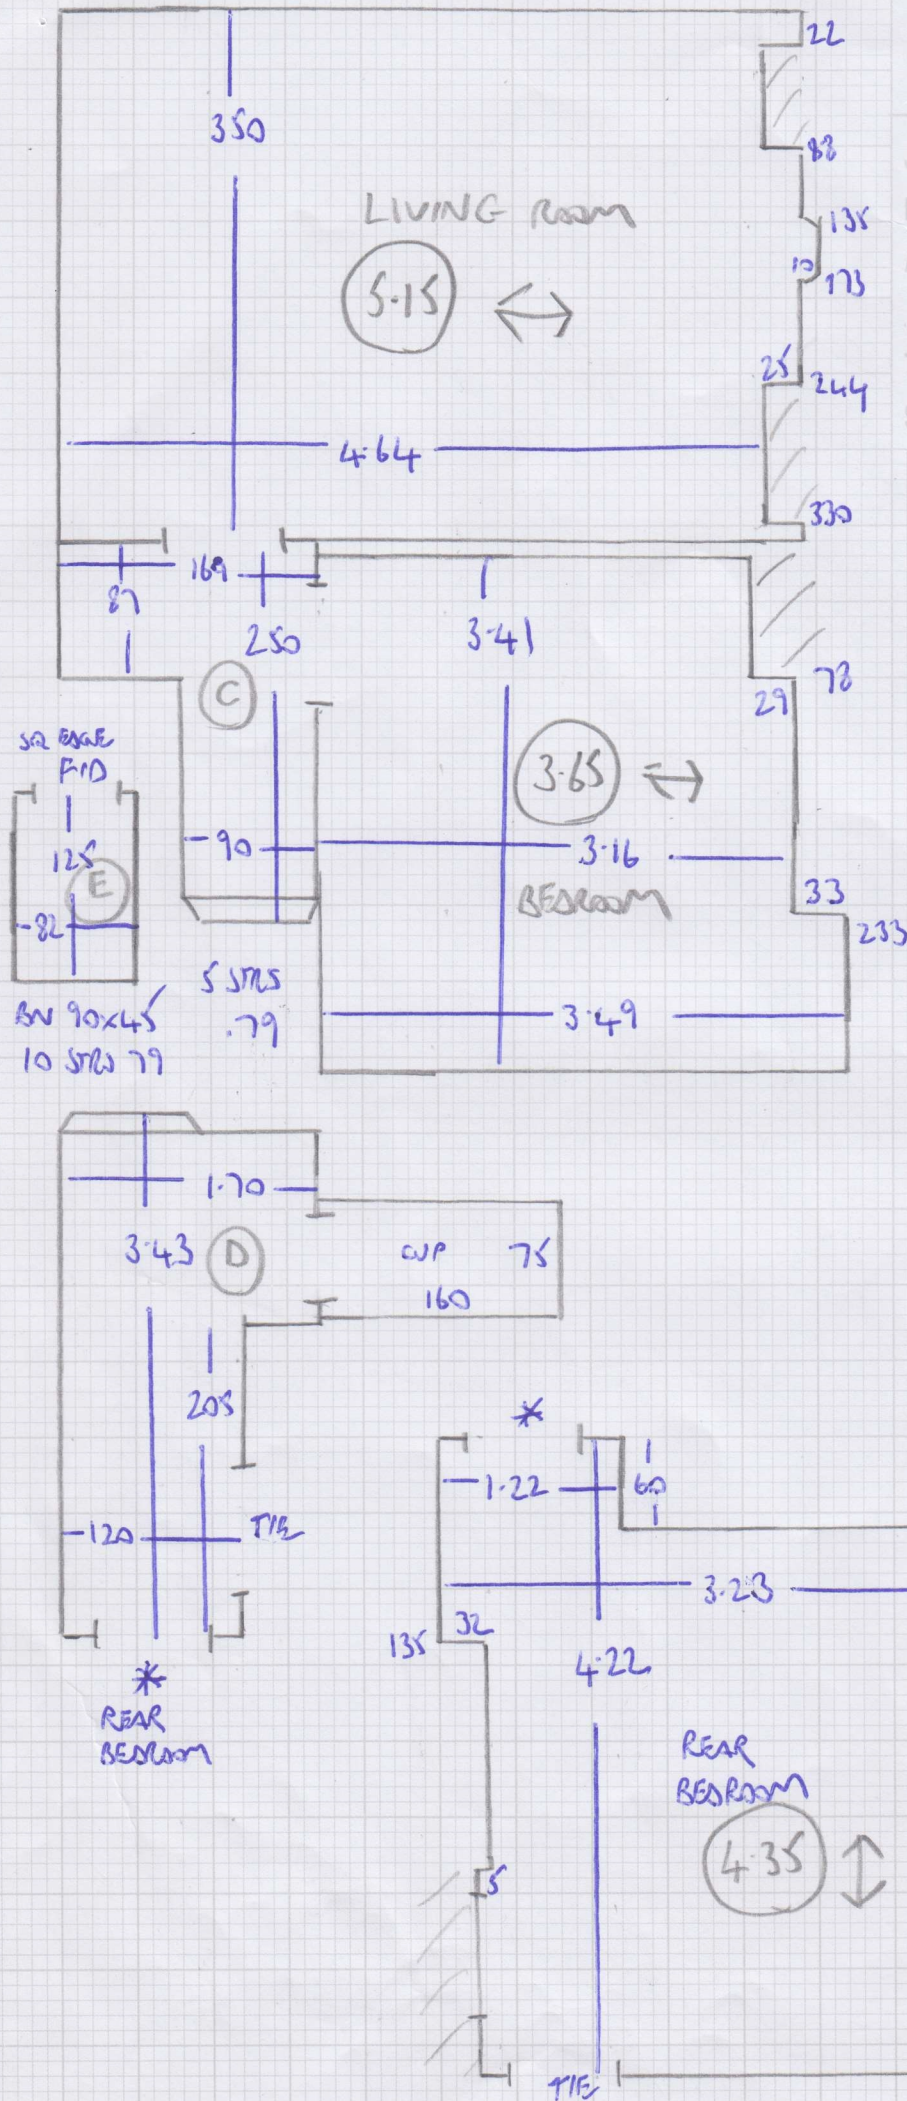 22
350
88
LIVING ROOM
135
10
173
5.15
25
244
4.64
330
169
87
250
3.41
C
78
29
SQ EDGE
F/D
3.65
125
E
90
3.16
33
BEDROOM
82
233
5 STRS
.79
3.49
BN 90x45
10 STRS 79
1.70
3.43
D
CUP
75
160
205
*
1.22
60
120
TIE
3.23
32
135
4.22
*
REAR
BEDROOM
REAR
BEDROOM
4.35
5
TIE